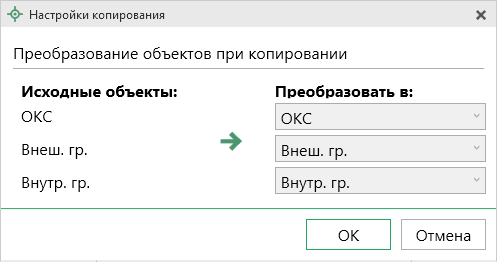 Настройки копирования
Преобразование объектов при копировании
Исходные объекты: Преобразовать в:
ОКС ОКС
Внеш. гр. Внеш. гр.
Внутр. гр. Внутр. гр.
ОК Отмена